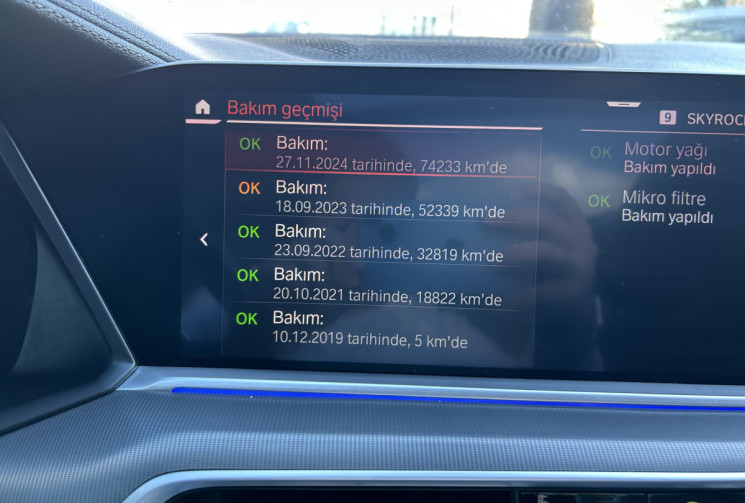 Bakım geçmişi
9 SKYROC
OK Bakım:
27.11.2024 tarihinde, 74233 km'de
OK Bakım:
18.09.2023 tarihinde, 52339 km'de
OK Bakım:
23.09.2022 tarihinde, 32819 km'de
OK Bakım:
20.10.2021 tarihinde, 18822 km'de
OK Bakım:
10.12.2019 tarihinde, 5 km'de
OK Motor yağı
Bakım yapıldı
OK Mikro filtre
Bakım yapıldı